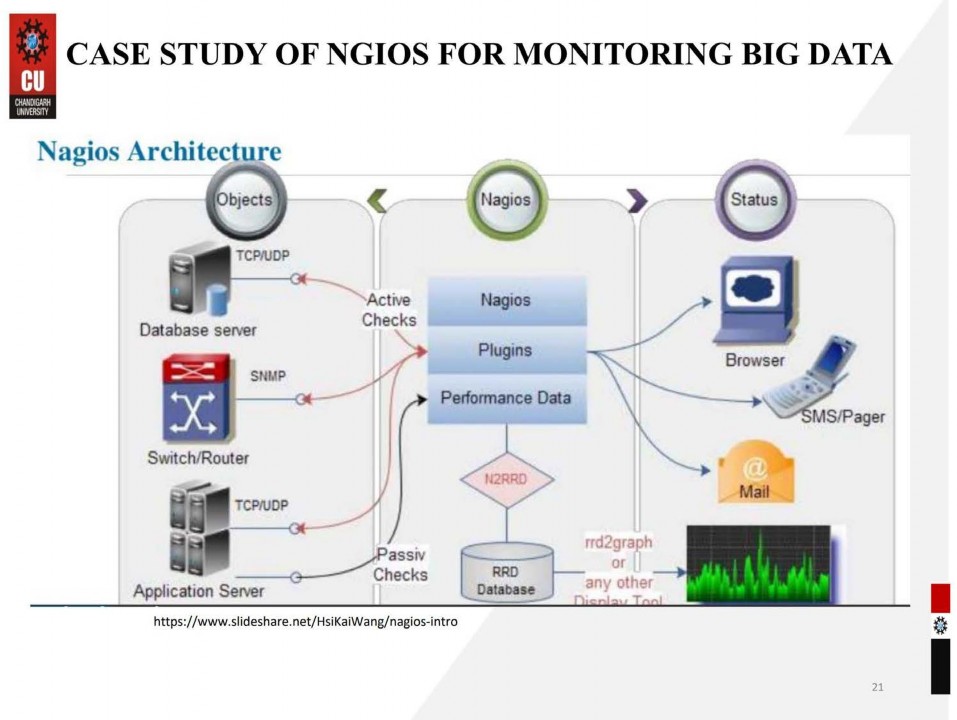 CU
CHANDIGARH
UNIVERSITY
CASE STUDY OF NGIOS FOR MONITORING BIG DATA
Nagios Architecture
Objects
Nagios
Status
TCP/UDP
Database server
SNMP
Switch/Router
TCP/UDP
Application Server
Active
Checks
Passiv
Checks
Nagios
Plugins
Performance Data
N2RRD
RRD
Database
rrd2graph
or
any other
Display Tool
Browser
SMS/Pager
@
Mail
https://www.slideshare.net/HsiKaiWang/nagios-intro
21